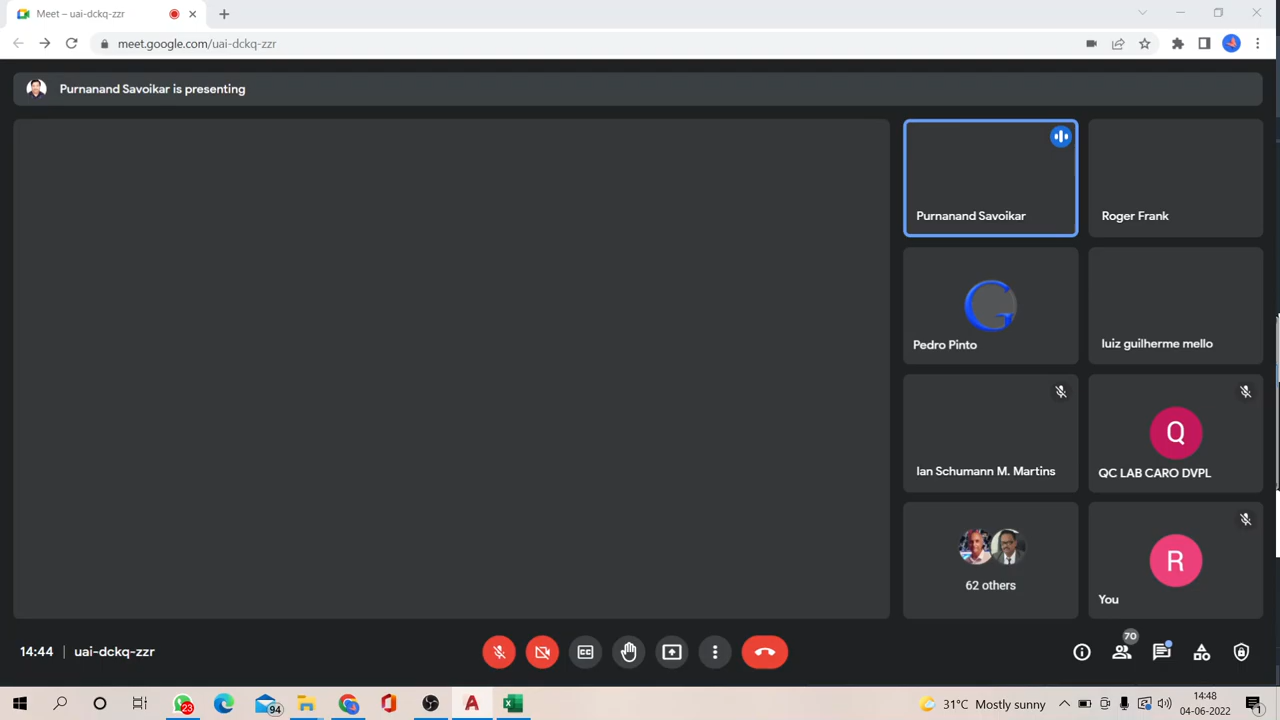 Meet – uai-dckq-zzr
meet.google.com/uai-dckq-zzr
Purnanand Savoikar is presenting
Purnanand Savoikar
Roger Frank
Pedro Pinto
luiz guilherme mello
Ian Schumann M. Martins
Q
QC LAB CARO DVPL
62 others
R
You
14:44 | uai-dckq-zzr
CC
70
23
94
31°C Mostly sunny
14:48
04-06-2022
1